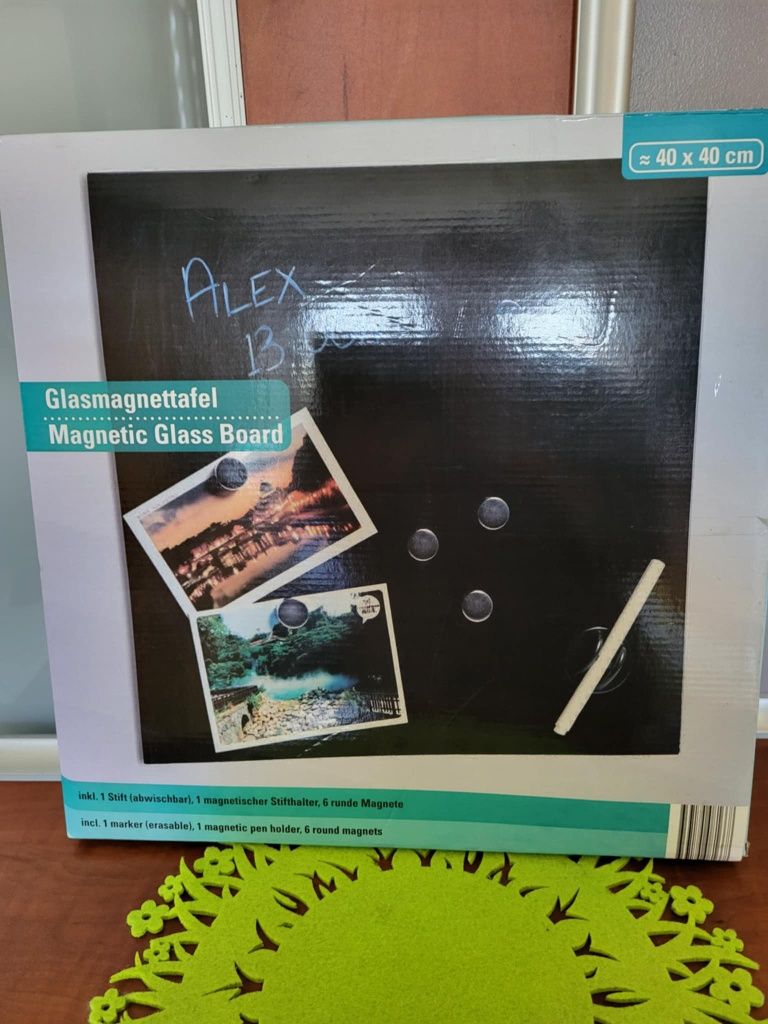 ≈ 40 x 40 cm
ALEX
13
Glasmagnettafel
Magnetic Glass Board
inkl. 1 Stift (abwischbar), 1 magnetischer Stifthalter, 6 runde Magnete
incl. 1 marker (erasable), 1 magnetic pen holder, 6 round magnets